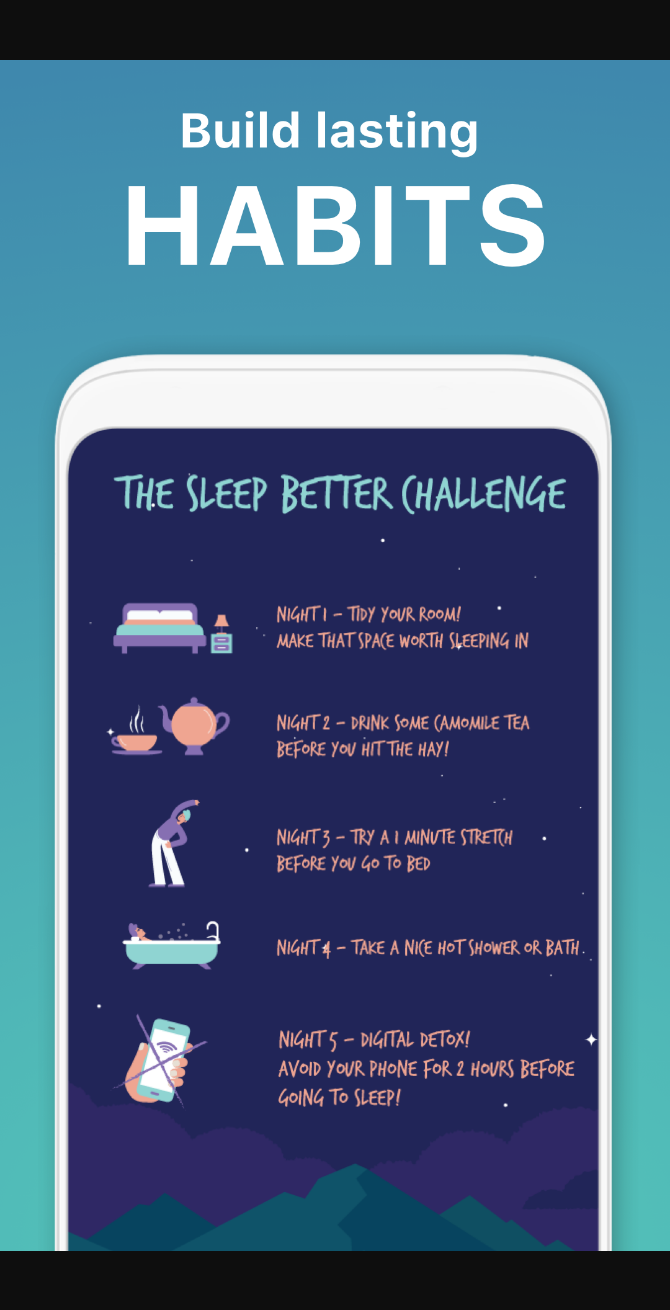 Build lasting
HABITS
THE SLEEP BETTER CHALLENGE
NIGHT 1 – TIDY YOUR ROOM!
MAKE THAT SPACE WORTH SLEEPING IN
NIGHT 2 – DRINK SOME CAMOMILE TEA
BEFORE YOU HIT THE HAY!
NIGHT 3 – TRY A 1 MINUTE STRETCH
BEFORE YOU GO TO BED
NIGHT 4 – TAKE A NICE HOT SHOWER OR BATH
NIGHT 5 – DIGITAL DETOX!
AVOID YOUR PHONE FOR 2 HOURS BEFORE
GOING TO SLEEP!